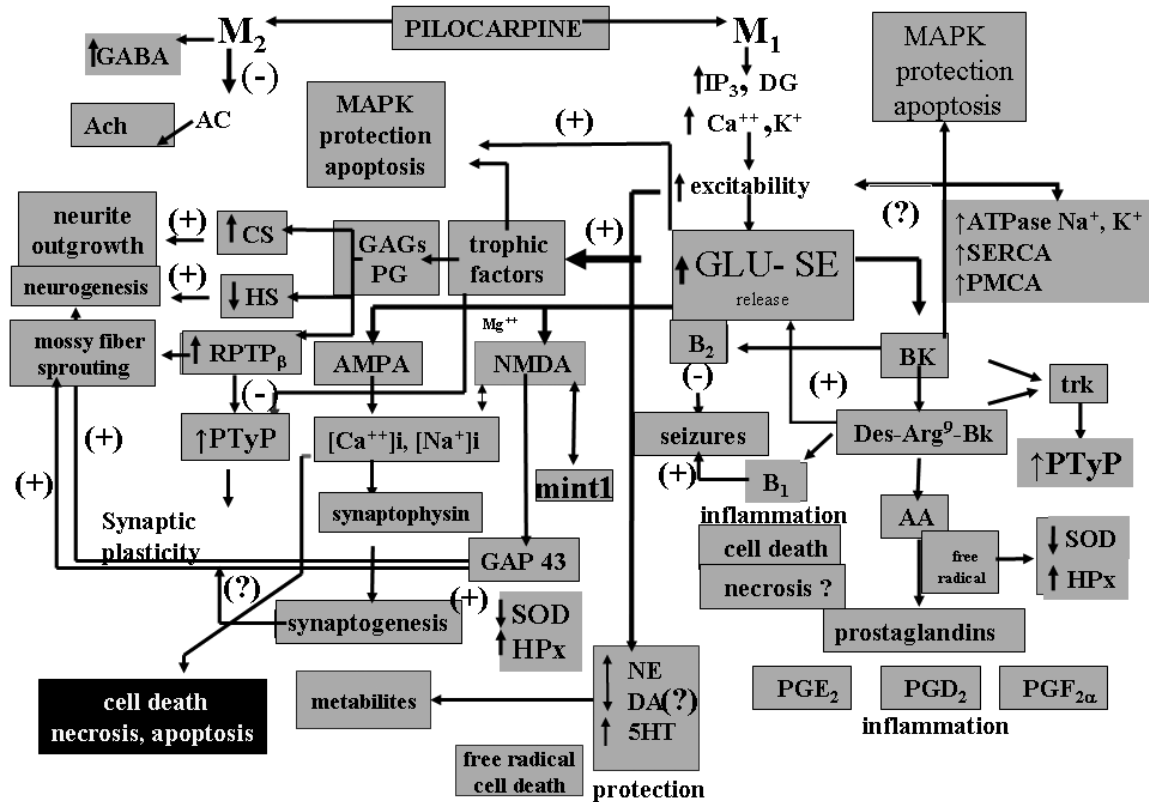 PILOCARPINE
M₂
M₁
↑GABA
(-)
Ach
AC
↑IP₃, DG
↑ Ca⁺⁺,K⁺
↑ excitability
MAPK
protection
apoptosis
(+)
MAPK
protection
apoptosis
(?)
↑ATPase Na⁺, K⁺
↑SERCA
↑PMCA
neurite
outgrowth
(+)
↑CS
neurogenesis
(+)
↓HS
GAGs
PG
trophic
factors
(+)
↑ GLU- SE
release
mossy fiber
sprouting
↑ RPTPβ
AMPA
Mg⁺⁺
NMDA
B₂
BK
(-)
(-)
(+)
trk
↑PTyP
[Ca⁺⁺]i, [Na⁺]i
seizures
Des-Arg⁹-Bk
↑PTyP
(+)
(+)
mint1
(+)
B₁
inflammation
synaptophysin
AA
Synaptic
plasticity
GAP 43
cell death
necrosis ?
free
radical
↓SOD
↑HPx
(?)
(+)
synaptogenesis
↓SOD
↑HPx
prostaglandins
cell death
necrosis, apoptosis
metabilites
NE
DA(?)
↑ 5HT
PGE₂
PGD₂
PGF₂α
inflammation
free radical
cell death
protection